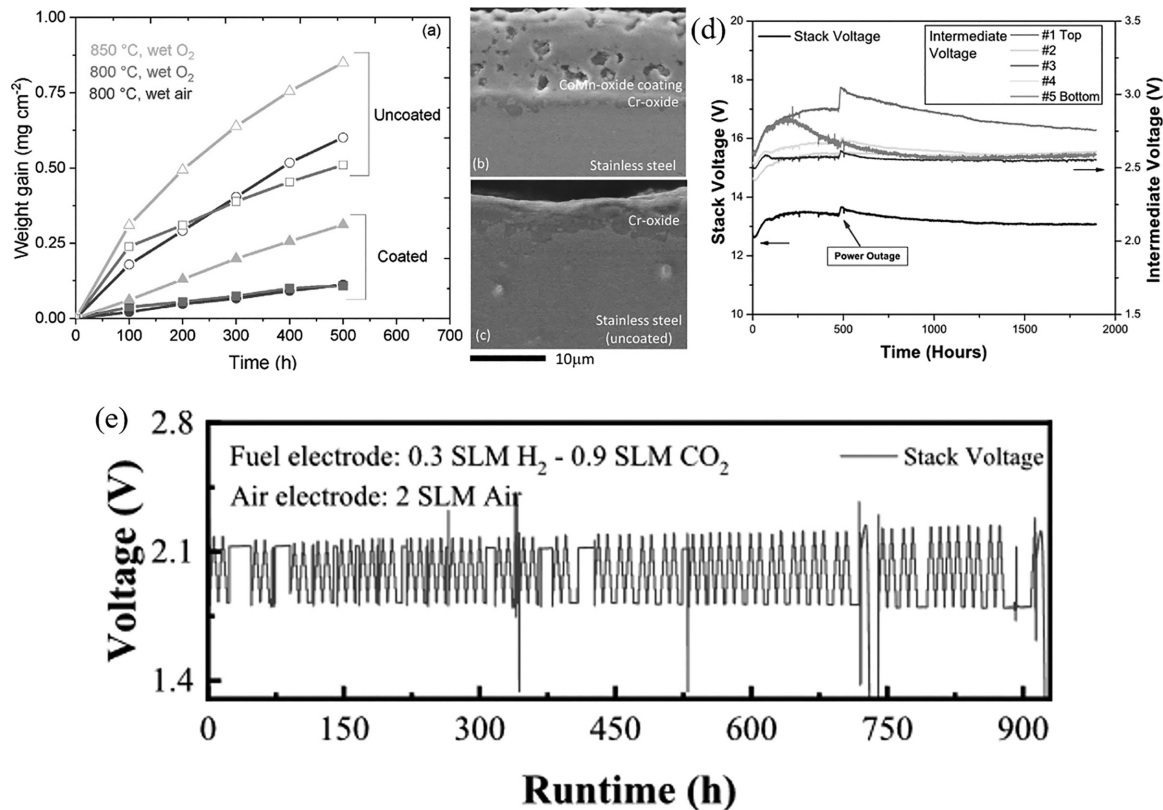 (a)
850 °C, wet O₂
800 °C, wet O₂
800 °C, wet air
Uncoated
Coated
Weight gain (mg cm⁻²)
1.00
0.75
0.50
0.25
0.00
100 200 300 400 500 600 700
Time (h)
CoMn-oxide coating
Cr-oxide
Stainless steel
(b)
Cr-oxide
Stainless steel
(uncoated)
(c)
10μm
(d)
Stack Voltage
Intermediate
Voltage
#1 Top
#2
#3
#4
#5 Bottom
Power Outage
Stack Voltage (V)
20
19
18
17
16
15
14
13
12
11
10
Intermediate Voltage (V)
3.5
3.0
2.5
2.0
1.5
0 500 1000 1500 2000
Time (Hours)
(e)
Fuel electrode: 0.3 SLM H₂ - 0.9 SLM CO₂
Air electrode: 2 SLM Air
Stack Voltage
Voltage (V)
2.8
2.1
1.4
0 150 300 450 600 750 900
Runtime (h)